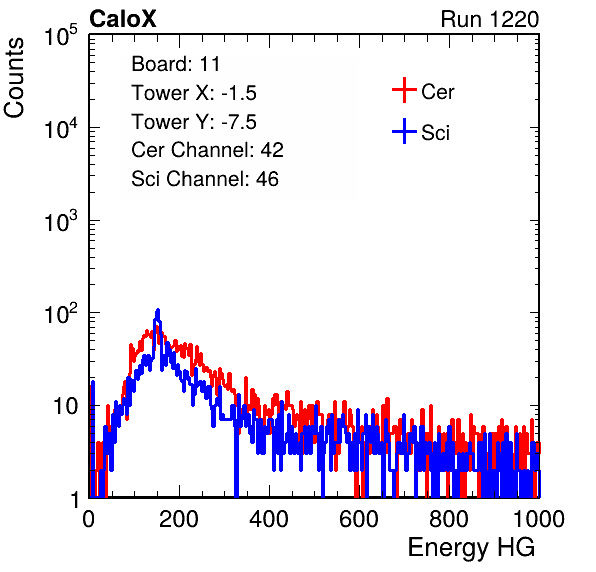 CaloX Run 1220
Counts
10^5
10^4
10^3
10^2
10
1
Board: 11
Tower X: -1.5
Tower Y: -7.5
Cer Channel: 42
Sci Channel: 46
Cer
Sci
0 200 400 600 800 1000
Energy HG